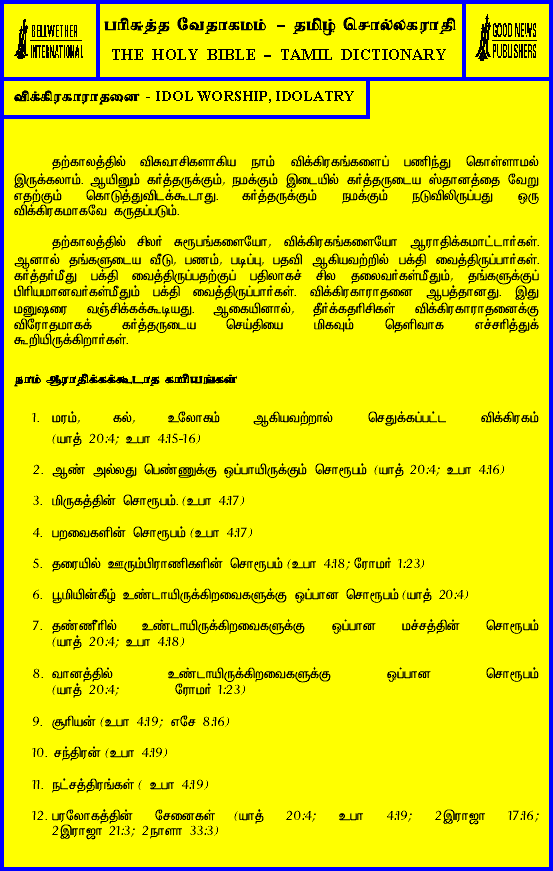 BELLWETHER
INTERNATIONAL
பரிசுத்த வேதாகமம் – தமிழ் சொல்லகராதி
THE HOLY BIBLE – TAMIL DICTIONARY
GOOD NEWS
PUBLISHERS
விக்கிரகாராதனை - IDOL WORSHIP, IDOLATRY
தற்காலத்தில் விசுவாசிகளாகிய நாம் விக்கிரகங்களைப் பணிந்து கொள்ளாமல்
இருக்கலாம். ஆயினும் கர்த்தருக்கும், நமக்கும் இடையில் கர்த்தருடைய ஸ்தானத்தை வேறு
எதற்கும் கொடுத்துவிடக்கூடாது. கர்த்தருக்கும் நமக்கும் நடுவிலிருப்பது ஒரு
விக்கிரகமாகவே கருதப்படும்.
தற்காலத்தில் சிலர் சுரூபங்களையோ, விக்கிரகங்களையோ ஆராதிக்கமாட்டார்கள்.
ஆனால் தங்களுடைய வீடு, பணம், படிப்பு, பதவி ஆகியவற்றில் பக்தி வைத்திருப்பார்கள்.
கர்த்தர்மீது பக்தி வைத்திருப்பதற்குப் பதிலாகச் சில தலைவர்கள்மீதும், தங்களுக்குப்
பிரியமானவர்கள்மீதும் பக்தி வைத்திருப்பார்கள். விக்கிரகாராதனை ஆபத்தானது. இது
மனுஷரை வஞ்சிக்கக்கூடியது. ஆகையினால், தீர்க்கதரிசிகள் விக்கிரகாராதனைக்கு
விரோதமாகக் கர்த்தருடைய செய்தியை மிகவும் தெளிவாக எச்சரித்துக்
கூறியிருக்கிறார்கள்.
நாம் ஆராதிக்கக்கூடாத காரியங்கள்
1. மரம், கல், உலோகம் ஆகியவற்றால் செதுக்கப்பட்ட விக்கிரகம்
(யாத் 20:4; உபா 4:15-16)
2. ஆண் அல்லது பெண்ணுக்கு ஒப்பாயிருக்கும் சொரூபம் (யாத் 20:4; உபா 4:16)
3. மிருகத்தின் சொரூபம். (உபா 4:17)
4. பறவைகளின் சொரூபம் (உபா 4:17)
5. தரையில் ஊரும்பிராணிகளின் சொரூபம் (உபா 4:18; ரோமர் 1:23)
6. பூமியின்கீழ் உண்டாயிருக்கிறவைகளுக்கு ஒப்பான சொரூபம் (யாத் 20:4)
7. தண்ணீரில் உண்டாயிருக்கிறவைகளுக்கு ஒப்பான மச்சத்தின் சொரூபம்
(யாத் 20:4; உபா 4:18)
8. வானத்தில் உண்டாயிருக்கிறவைகளுக்கு ஒப்பான சொரூபம்
(யாத் 20:4; ரோமர் 1:23)
9. சூரியன் (உபா 4:19; எசே 8:16)
10. சந்திரன் (உபா 4:19)
11. நட்சத்திரங்கள் ( உபா 4:19)
12. பரலோகத்தின் சேனைகள் (யாத் 20:4; உபா 4:19; 2இராஜா 17:16;
2இராஜா 21:3; 2நாளா 33:3)